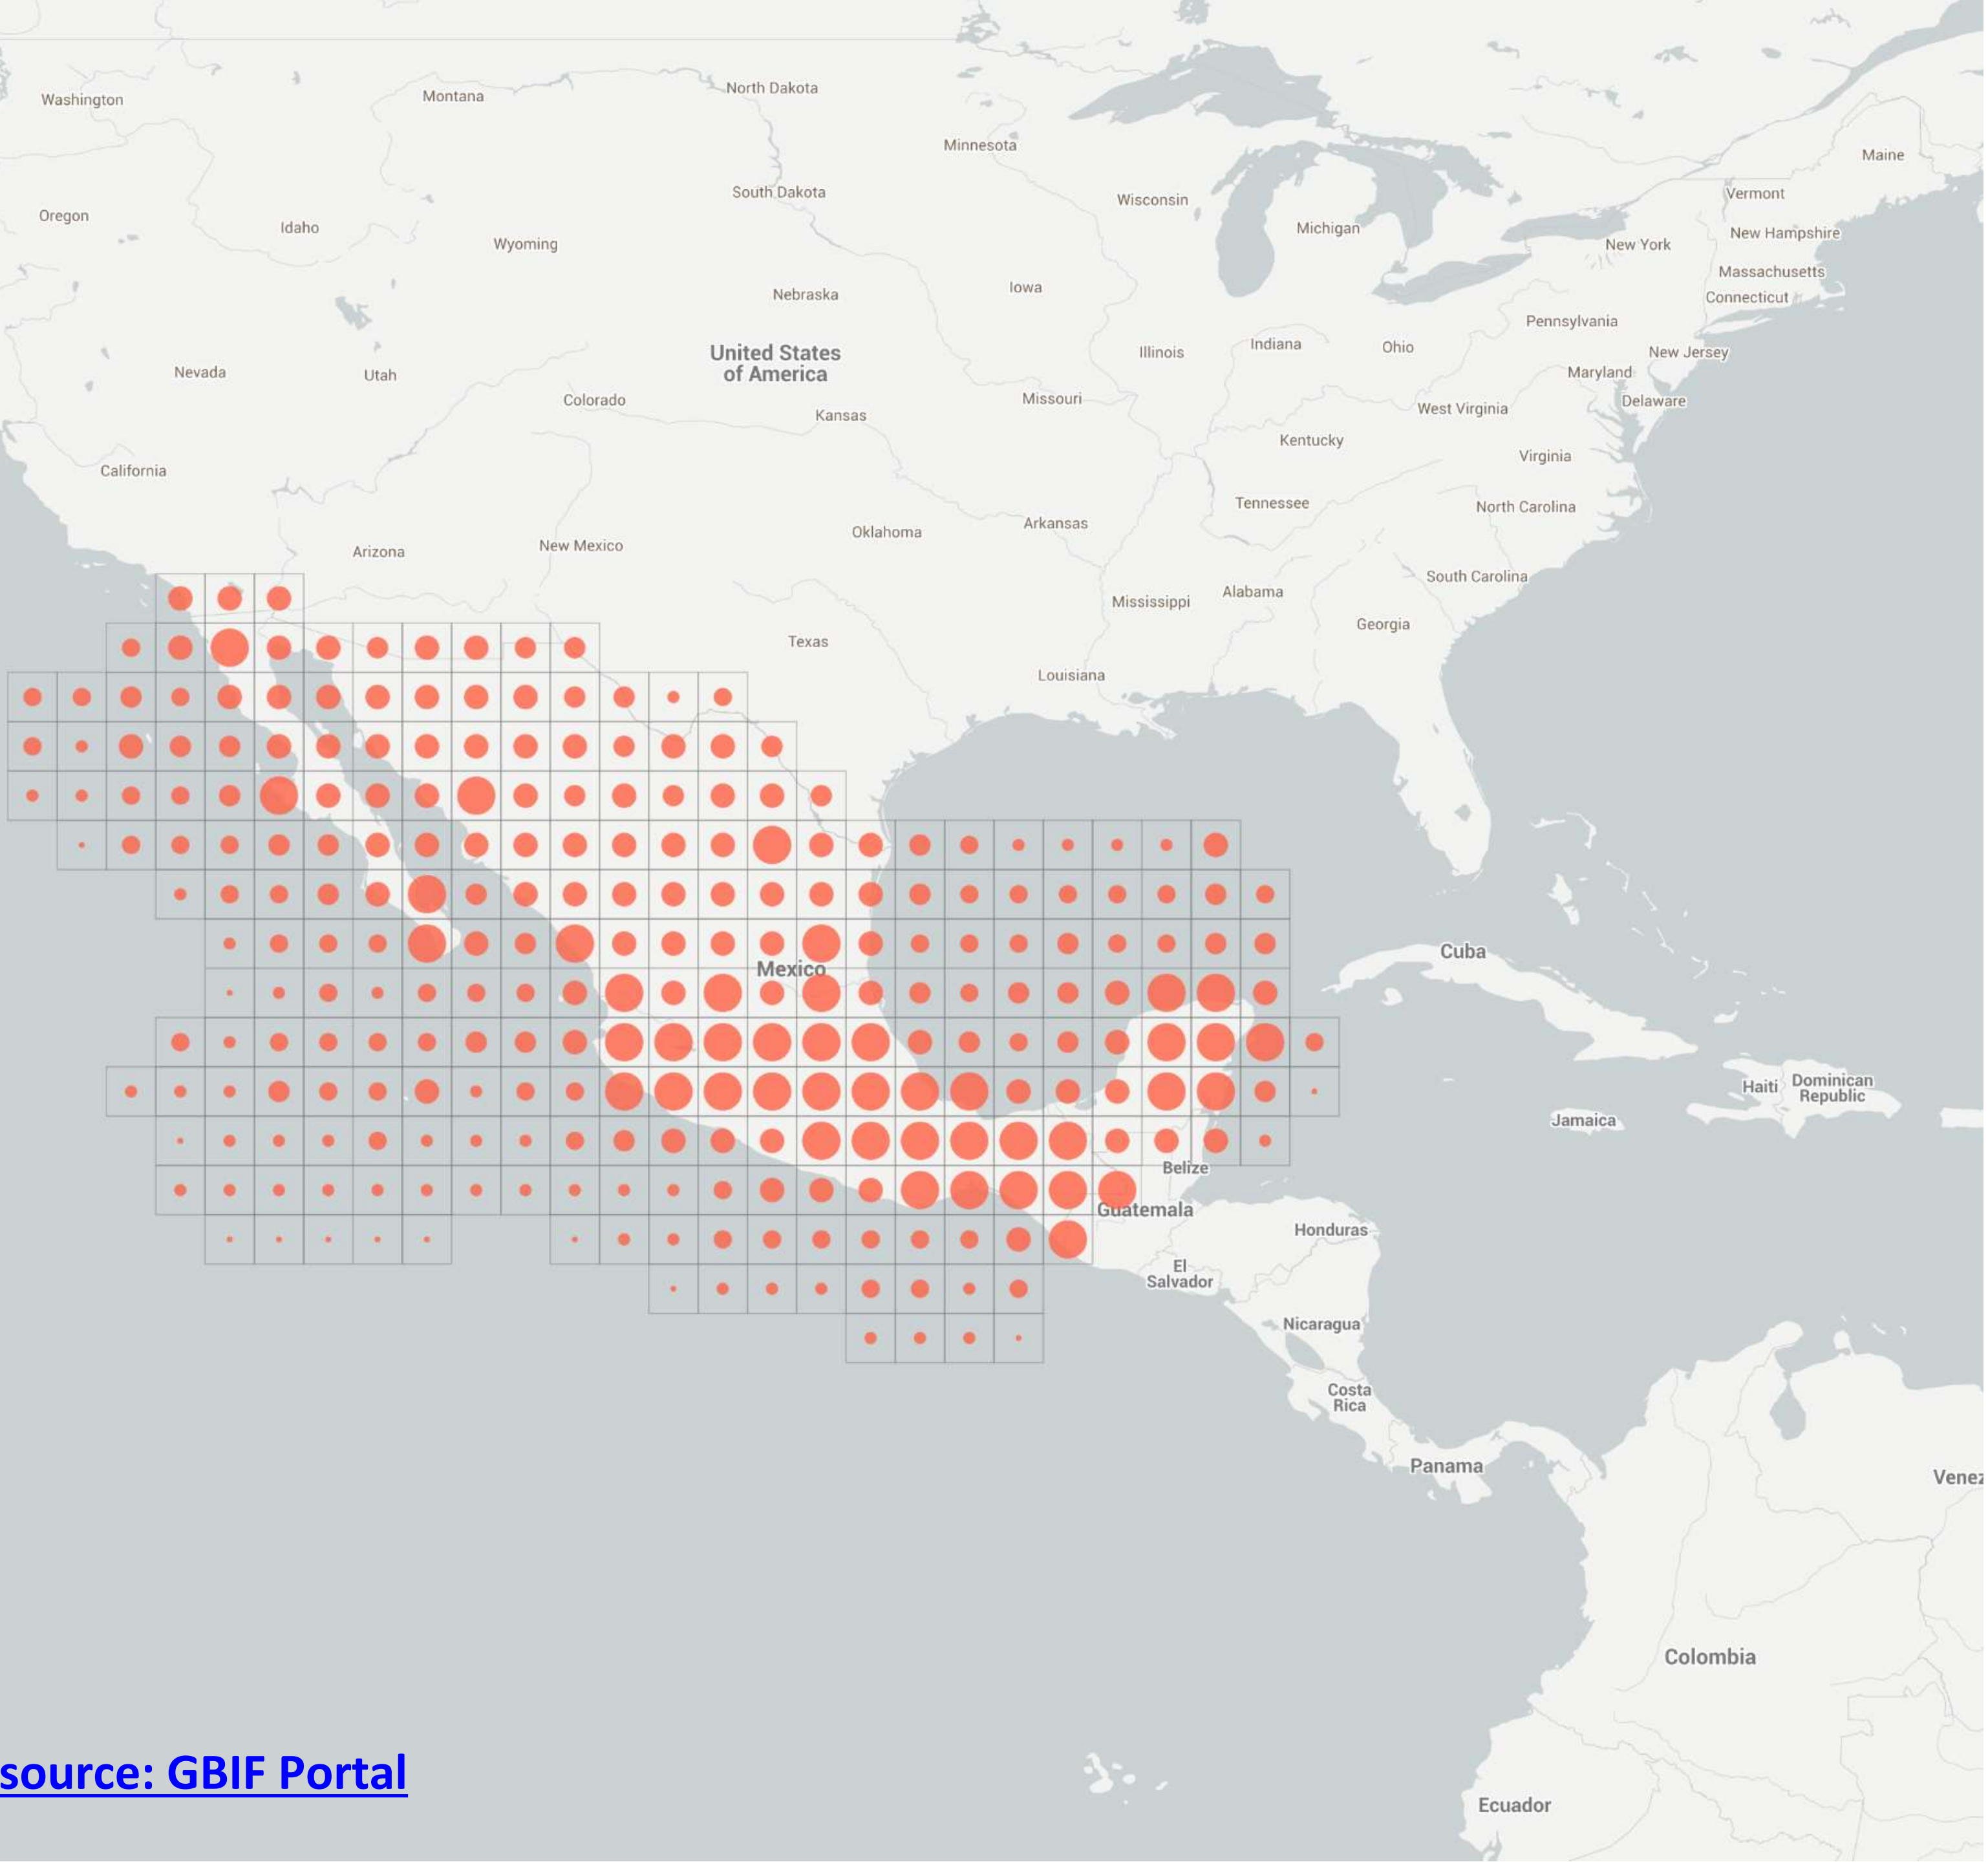 North Dakota
Montana
Washington
Minnesota
Maine
South Dakota
Vermont
Wisconsin
Oregon
Idaho
Michigan
New Hampshire
Wyoming
New York
Massachusetts
Nebraska
Iowa
Connecticut
Pennsylvania
United States
of America
Illinois
Indiana
Ohio
New Jersey
Nevada
Utah
Maryland
Colorado
Missouri
Delaware
Kansas
West Virginia
Kentucky
Virginia
California
Tennessee
North Carolina
Arkansas
Oklahoma
New Mexico
Arizona
South Carolina
Alabama
Mississippi
Georgia
Texas
Louisiana
Cuba
Mexico
Haiti
Dominican
Republic
Jamaica
Belize
Guatemala
Honduras
El
Salvador
Nicaragua
Costa
Rica
Panama
Venez
Colombia
source: GBIF Portal
Ecuador